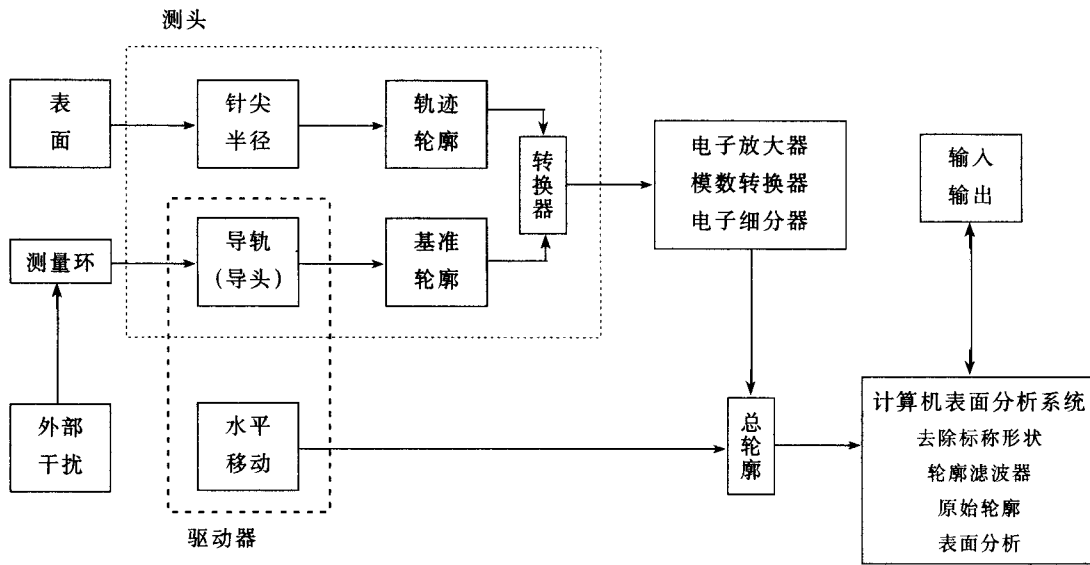 测头
表
面
针尖
半径
轨迹
轮廓
转
换
器
电子放大器
模数转换器
电子细分器
输入
输出
测量环
导轨
(导头)
基准
轮廓
外部
干扰
水平
移动
驱动器
总
轮
廓
计算机表面分析系统
去除标称形状
轮廓滤波器
原始轮廓
表面分析